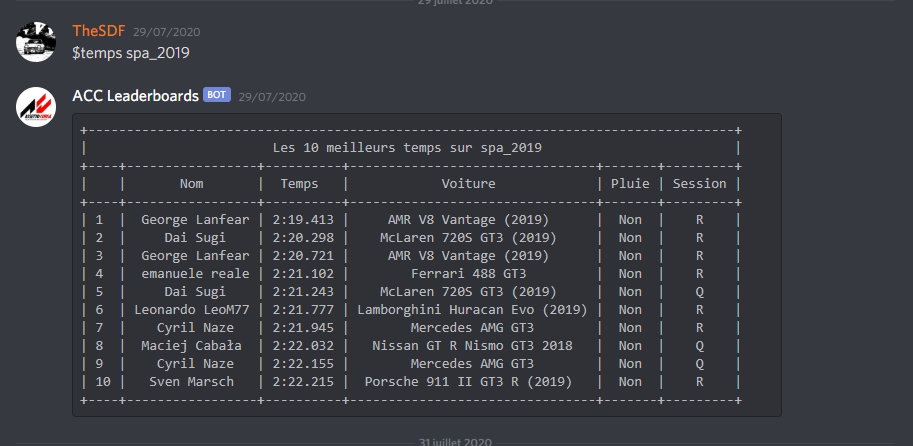 29 juillet 2020
TheSDF 29/07/2020
$temps spa_2019
ACC Leaderboards BOT 29/07/2020
+-----------------------------------------------------------------------------------+
| Les 10 meilleurs temps sur spa_2019 |
+----+-----------------+----------+--------------------------------+-------+---------+
| | Nom | Temps | Voiture | Pluie | Session |
+----+-----------------+----------+--------------------------------+-------+---------+
| 1 | George Lanfear | 2:19.413 | AMR V8 Vantage (2019) | Non | R |
| 2 | Dai Sugi | 2:20.298 | McLaren 720S GT3 (2019) | Non | R |
| 3 | George Lanfear | 2:20.721 | AMR V8 Vantage (2019) | Non | R |
| 4 | emanuele reale | 2:21.102 | Ferrari 488 GT3 | Non | R |
| 5 | Dai Sugi | 2:21.243 | McLaren 720S GT3 (2019) | Non | Q |
| 6 | Leonardo LeoM77 | 2:21.777 | Lamborghini Huracan Evo (2019) | Non | R |
| 7 | Cyril Naze | 2:21.945 | Mercedes AMG GT3 | Non | R |
| 8 | Maciej Cabała | 2:22.032 | Nissan GT R Nismo GT3 2018 | Non | Q |
| 9 | Cyril Naze | 2:22.155 | Mercedes AMG GT3 | Non | Q |
| 10 | Sven Marsch | 2:22.215 | Porsche 911 II GT3 R (2019) | Non | R |
+----+-----------------+----------+--------------------------------+-------+---------+
31 juillet 2020